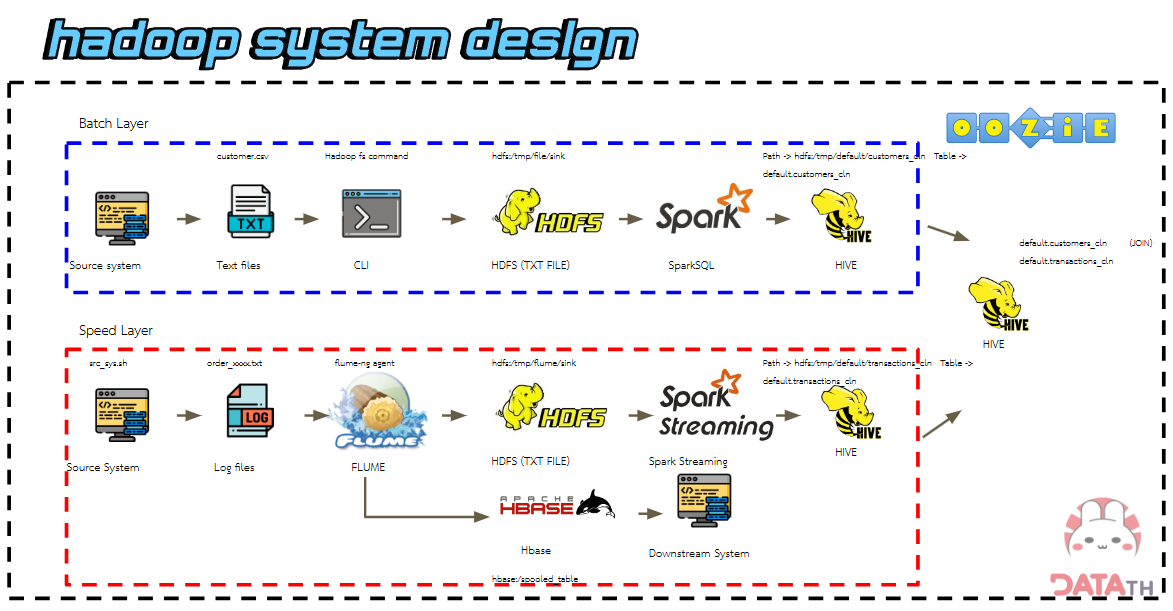 hadoop system design
Batch Layer
OOZiE
customer.csv
Hadoop fs command
hdfs:/tmp/file/sink
Path -> hdfs:/tmp/default/customers_cln Table ->
default.customers_cln
TXT
HDFS
Spark
HIVE
Source system
Text files
CLI
HDFS (TXT FILE)
SparkSQL
HIVE
default.customers_cln (JOIN)
default.transactions_cln
HIVE
HIVE
Speed Layer
src_sys.sh
order_xxxx.txt
flume-ng agent
hdfs:/tmp/flume/sink
Path -> hdfs:/tmp/default/transactions_cln Table ->
default.transactions_cln
LOG
FLUME
HDFS
Spark
Streaming
HIVE
Source System
Log files
FLUME
HDFS (TXT FILE)
Spark Streaming
HIVE
APACHE
HBASE
Hbase
Downstream System
hbase:/spooled_table
DATA TH